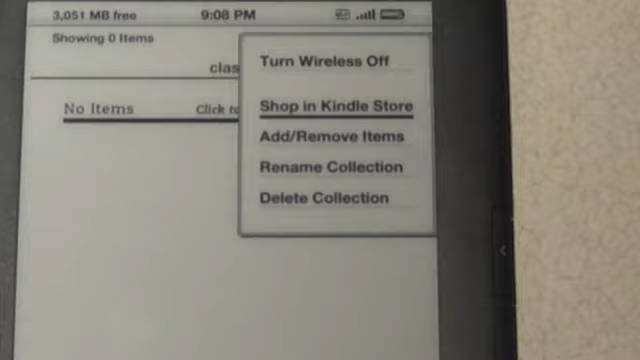 3,051 MB free 9:08 PM
Showing 0 Items
clas
No Items Click to
Turn Wireless Off
Shop in Kindle Store
Add/Remove Items
Rename Collection
Delete Collection